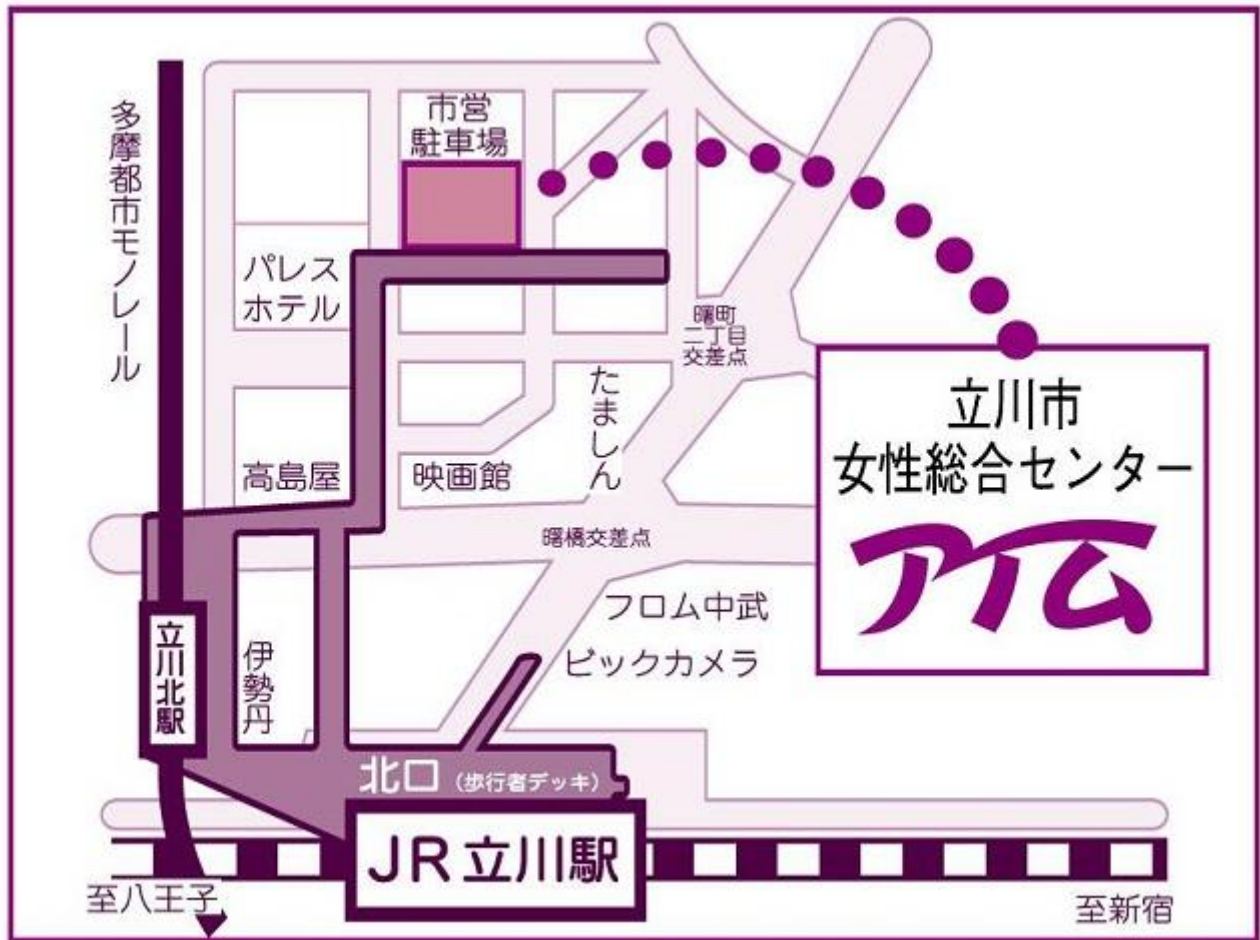 多摩都市モノレール
市営
駐車場
パレス
ホテル
曙町
二丁目
交差点
たましん
立川市
女性総合センター
アイム
高島屋
映画館
曙橋交差点
フロム中武
ビックカメラ
伊勢丹
立川北駅
北口(歩行者デッキ)
JR立川駅
至八王子
至新宿